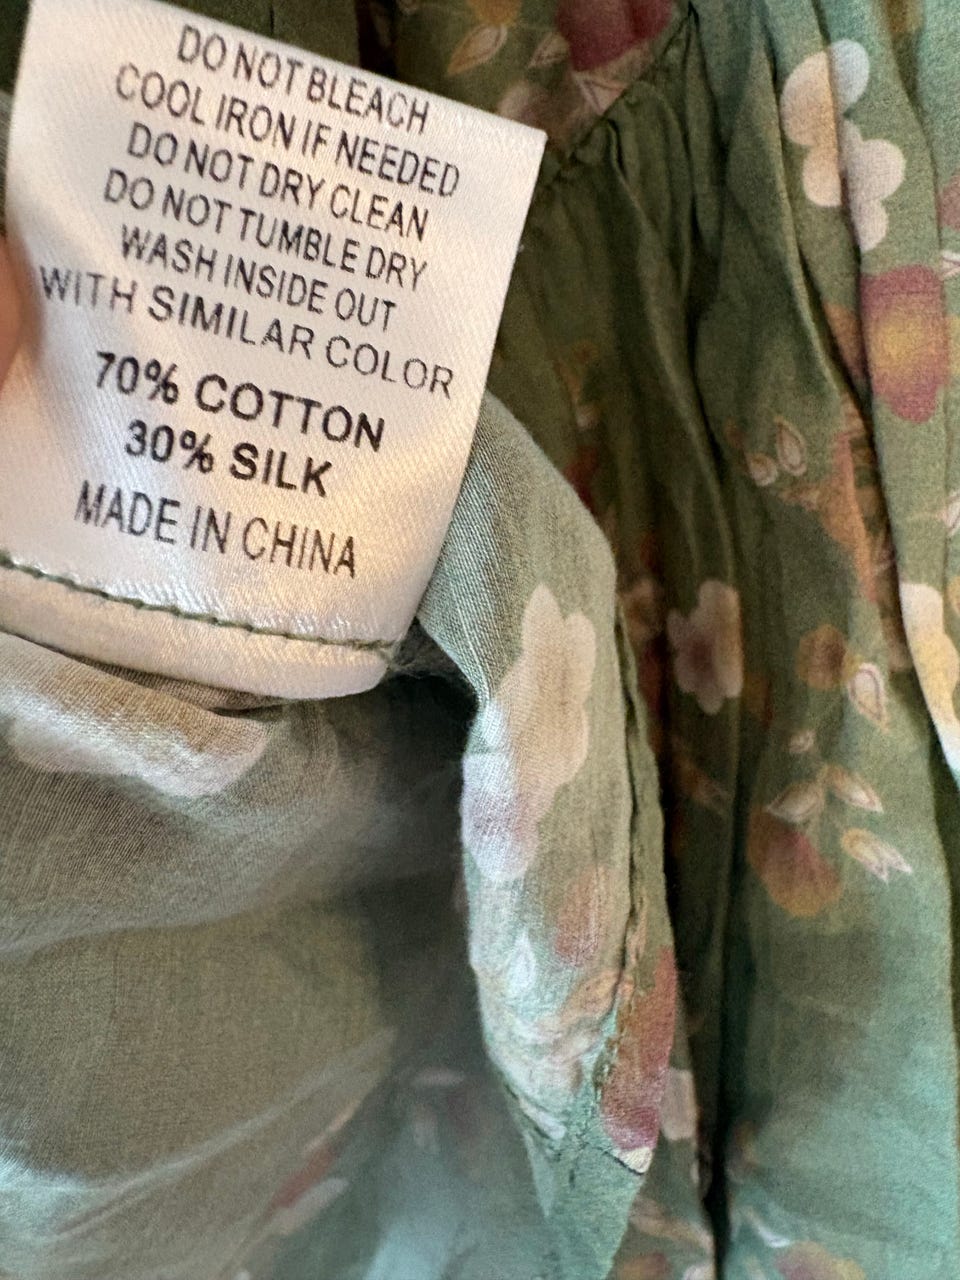 DO NOT BLEACH
COOL IRON IF NEEDED
DO NOT DRY CLEAN
DO NOT TUMBLE DRY
WASH INSIDE OUT
WITH SIMILAR COLOR
70% COTTON
30% SILK
MADE IN CHINA